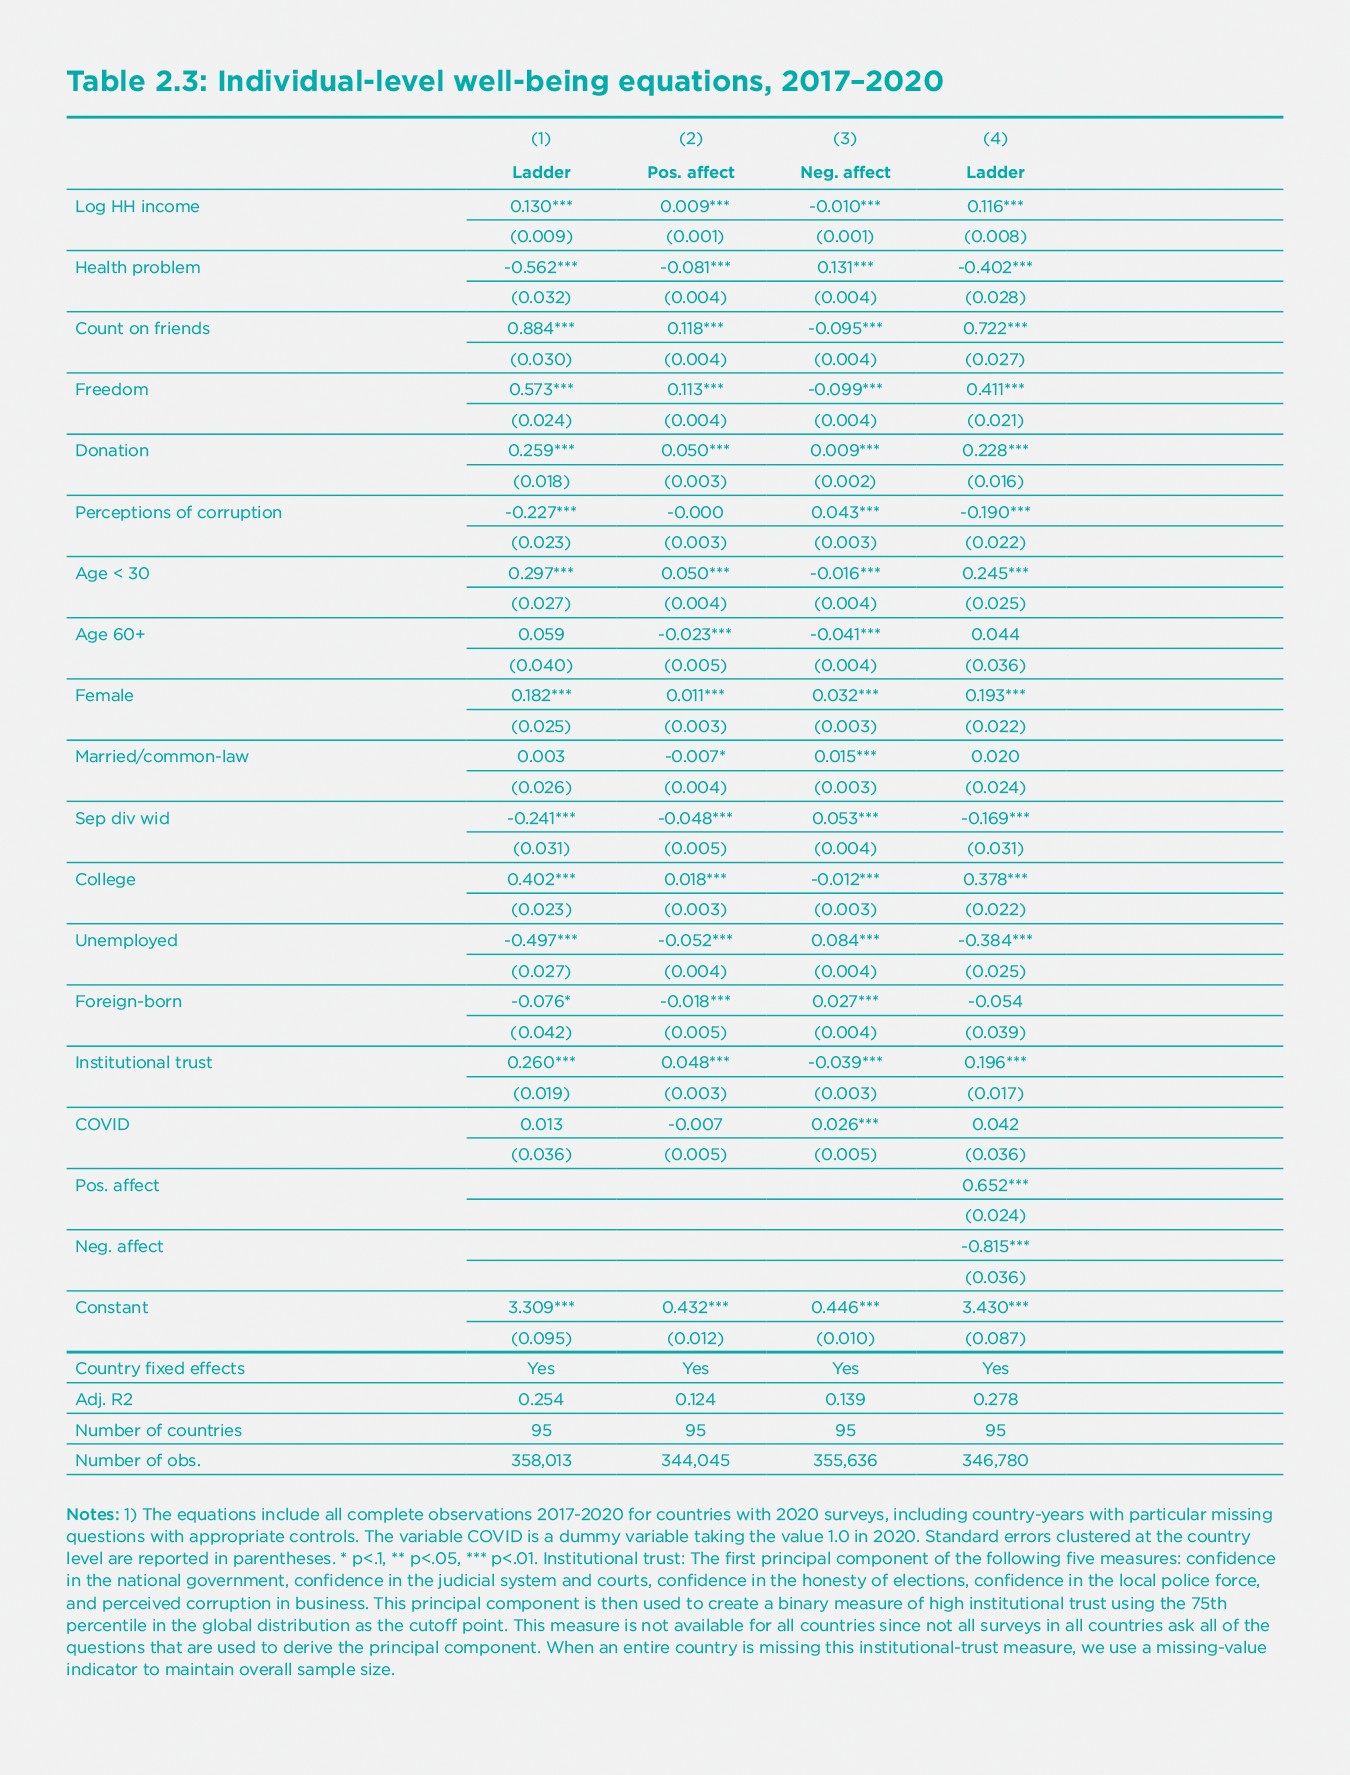 Table 2.3: Individual-level well-being equations, 2017–2020
(1) (2) (3) (4)
Ladder Pos. affect Neg. affect Ladder
Log HH income 0.130*** 0.009*** -0.010*** 0.116***
(0.009) (0.001) (0.001) (0.008)
Health problem -0.562*** -0.081*** 0.131*** -0.402***
(0.032) (0.004) (0.004) (0.028)
Count on friends 0.884*** 0.118*** -0.095*** 0.722***
(0.030) (0.004) (0.004) (0.027)
Freedom 0.573*** 0.113*** -0.099*** 0.411***
(0.024) (0.004) (0.004) (0.021)
Donation 0.259*** 0.050*** 0.009*** 0.228***
(0.018) (0.003) (0.002) (0.016)
Perceptions of corruption -0.227*** -0.000 0.043*** -0.190***
(0.023) (0.003) (0.003) (0.022)
Age < 30 0.297*** 0.050*** -0.016*** 0.245***
(0.027) (0.004) (0.004) (0.025)
Age 60+ 0.059 -0.023*** -0.041*** 0.044
(0.040) (0.005) (0.004) (0.036)
Female 0.182*** 0.011*** 0.032*** 0.193***
(0.025) (0.003) (0.003) (0.022)
Married/common-law 0.003 -0.007* 0.015*** 0.020
(0.026) (0.004) (0.003) (0.024)
Sep div wid -0.241*** -0.048*** 0.053*** -0.169***
(0.031) (0.005) (0.004) (0.031)
College 0.402*** 0.018*** -0.012*** 0.378***
(0.023) (0.003) (0.003) (0.022)
Unemployed -0.497*** -0.052*** 0.084*** -0.384***
(0.027) (0.004) (0.004) (0.025)
Foreign-born -0.076* -0.018*** 0.027*** -0.054
(0.042) (0.005) (0.004) (0.039)
Institutional trust 0.260*** 0.048*** -0.039*** 0.196***
(0.019) (0.003) (0.003) (0.017)
COVID 0.013 -0.007 0.026*** 0.042
(0.036) (0.005) (0.005) (0.036)
Pos. affect 0.652***
(0.024)
Neg. affect -0.815***
(0.036)
Constant 3.309*** 0.432*** 0.446*** 3.430***
(0.095) (0.012) (0.010) (0.087)
Country fixed effects Yes Yes Yes Yes
Adj. R2 0.254 0.124 0.139 0.278
Number of countries 95 95 95 95
Number of obs. 358,013 344,045 355,636 346,780
Notes: 1) The equations include all complete observations 2017-2020 for countries with 2020 surveys, including country-years with particular missing
questions with appropriate controls. The variable COVID is a dummy variable taking the value 1.0 in 2020. Standard errors clustered at the country
level are reported in parentheses. * p<.1, ** p<.05, *** p<.01. Institutional trust: The first principal component of the following five measures: confidence
in the national government, confidence in the judicial system and courts, confidence in the honesty of elections, confidence in the local police force,
and perceived corruption in business. This principal component is then used to create a binary measure of high institutional trust using the 75th
percentile in the global distribution as the cutoff point. This measure is not available for all countries since not all surveys in all countries ask all of the
questions that are used to derive the principal component. When an entire country is missing this institutional-trust measure, we use a missing-value
indicator to maintain overall sample size.